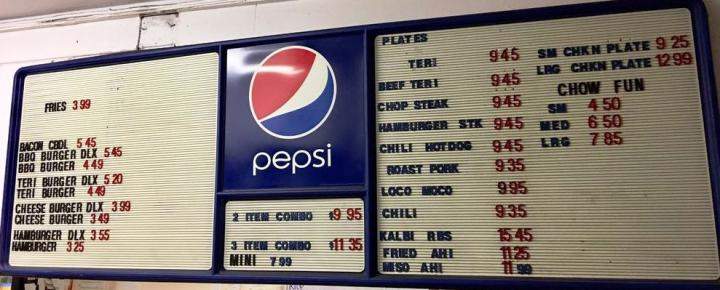 FRIES 3 99
BACON CBDL 5 45
BBQ BURGER DLX 5 45
BBQ BURGER 4 49
TERI BURGER DLX 5 20
TERI BURGER 4 49
CHEESE BURGER DLX 3 99
CHEESE BURGER 3 49
HAMBURGER DLX 3 55
HAMBURGER 3 25
pepsi
2 ITEM COMBO $9 95
3 ITEM COMBO $11 35
MINI 7 99
PLATES
TERI 9 45
BEEF TERI 9 45
CHOP STEAK 9 45
HAMBURGER STK 9 45
CHILI HOTDOG 9 45
ROAST PORK 9 35
LOCO MOCO 9 95
CHILI 9 35
KALBI RBS 15 45
FRIED AHI 11 25
MISO AHI 11 99
SM CHKN PLATE 9 25
LRG CHKN PLATE 12 99
CHOW FUN
SM 4 50
MED 6 50
LRG 7 85